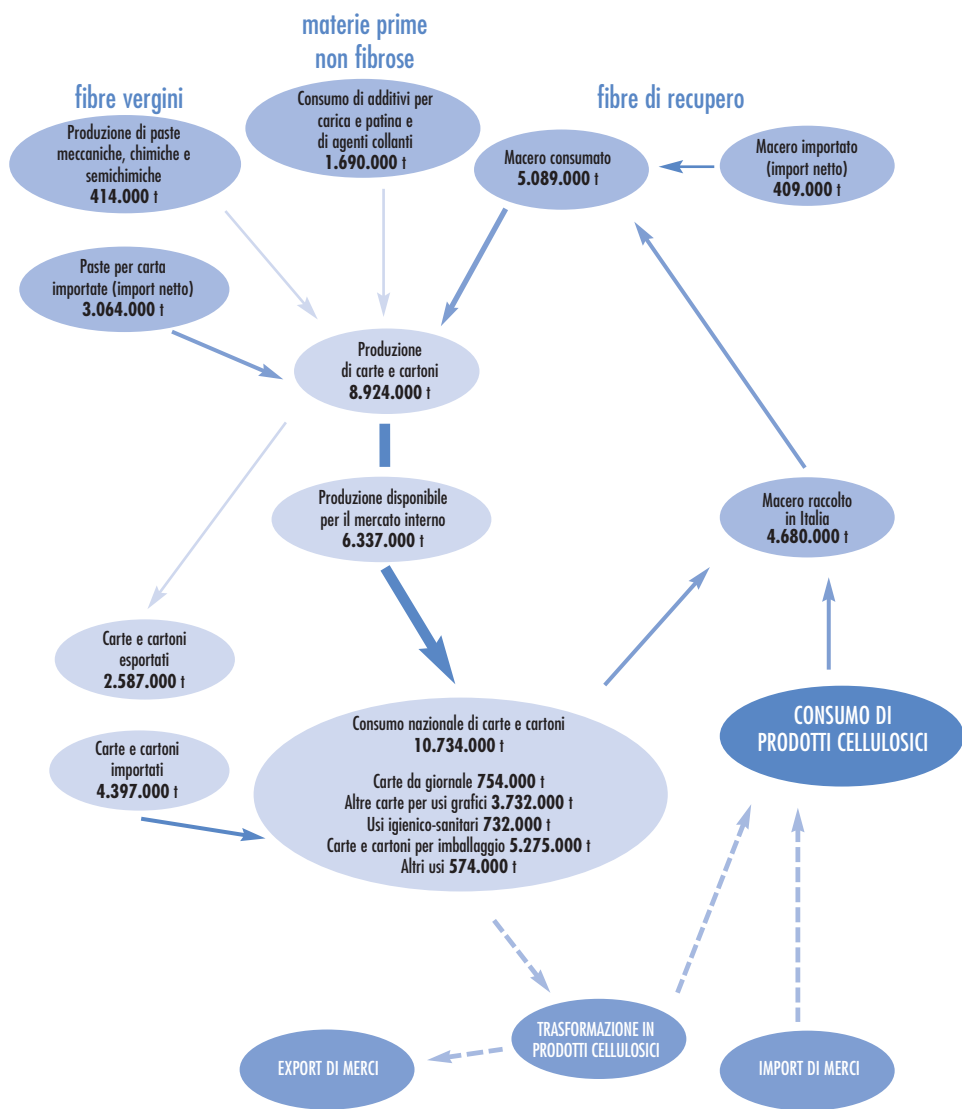 materie prime
non fibrose
fibre vergini
fibre di recupero
Produzione di paste
meccaniche, chimiche e
semichimiche
414.000 t
Consumo di additivi per
carica e patina e
di agenti collanti
1.690.000 t
Macero consumato
5.089.000 t
Macero importato
(import netto)
409.000 t
Paste per carta
importate (import netto)
3.064.000 t
Produzione
di carte e cartoni
8.924.000 t
Produzione disponibile
per il mercato interno
6.337.000 t
Macero raccolto
in Italia
4.680.000 t
Carte e cartoni
esportati
2.587.000 t
Carte e cartoni
importati
4.397.000 t
Consumo nazionale di carte e cartoni
10.734.000 t
Carte da giornale 754.000 t
Altre carte per usi grafici 3.732.000 t
Usi igienico-sanitari 732.000 t
Carte e cartoni per imballaggio 5.275.000 t
Altri usi 574.000 t
CONSUMO DI
PRODOTTI CELLULOSICI
TRASFORMAZIONE IN
PRODOTTI CELLULOSICI
EXPORT DI MERCI
IMPORT DI MERCI